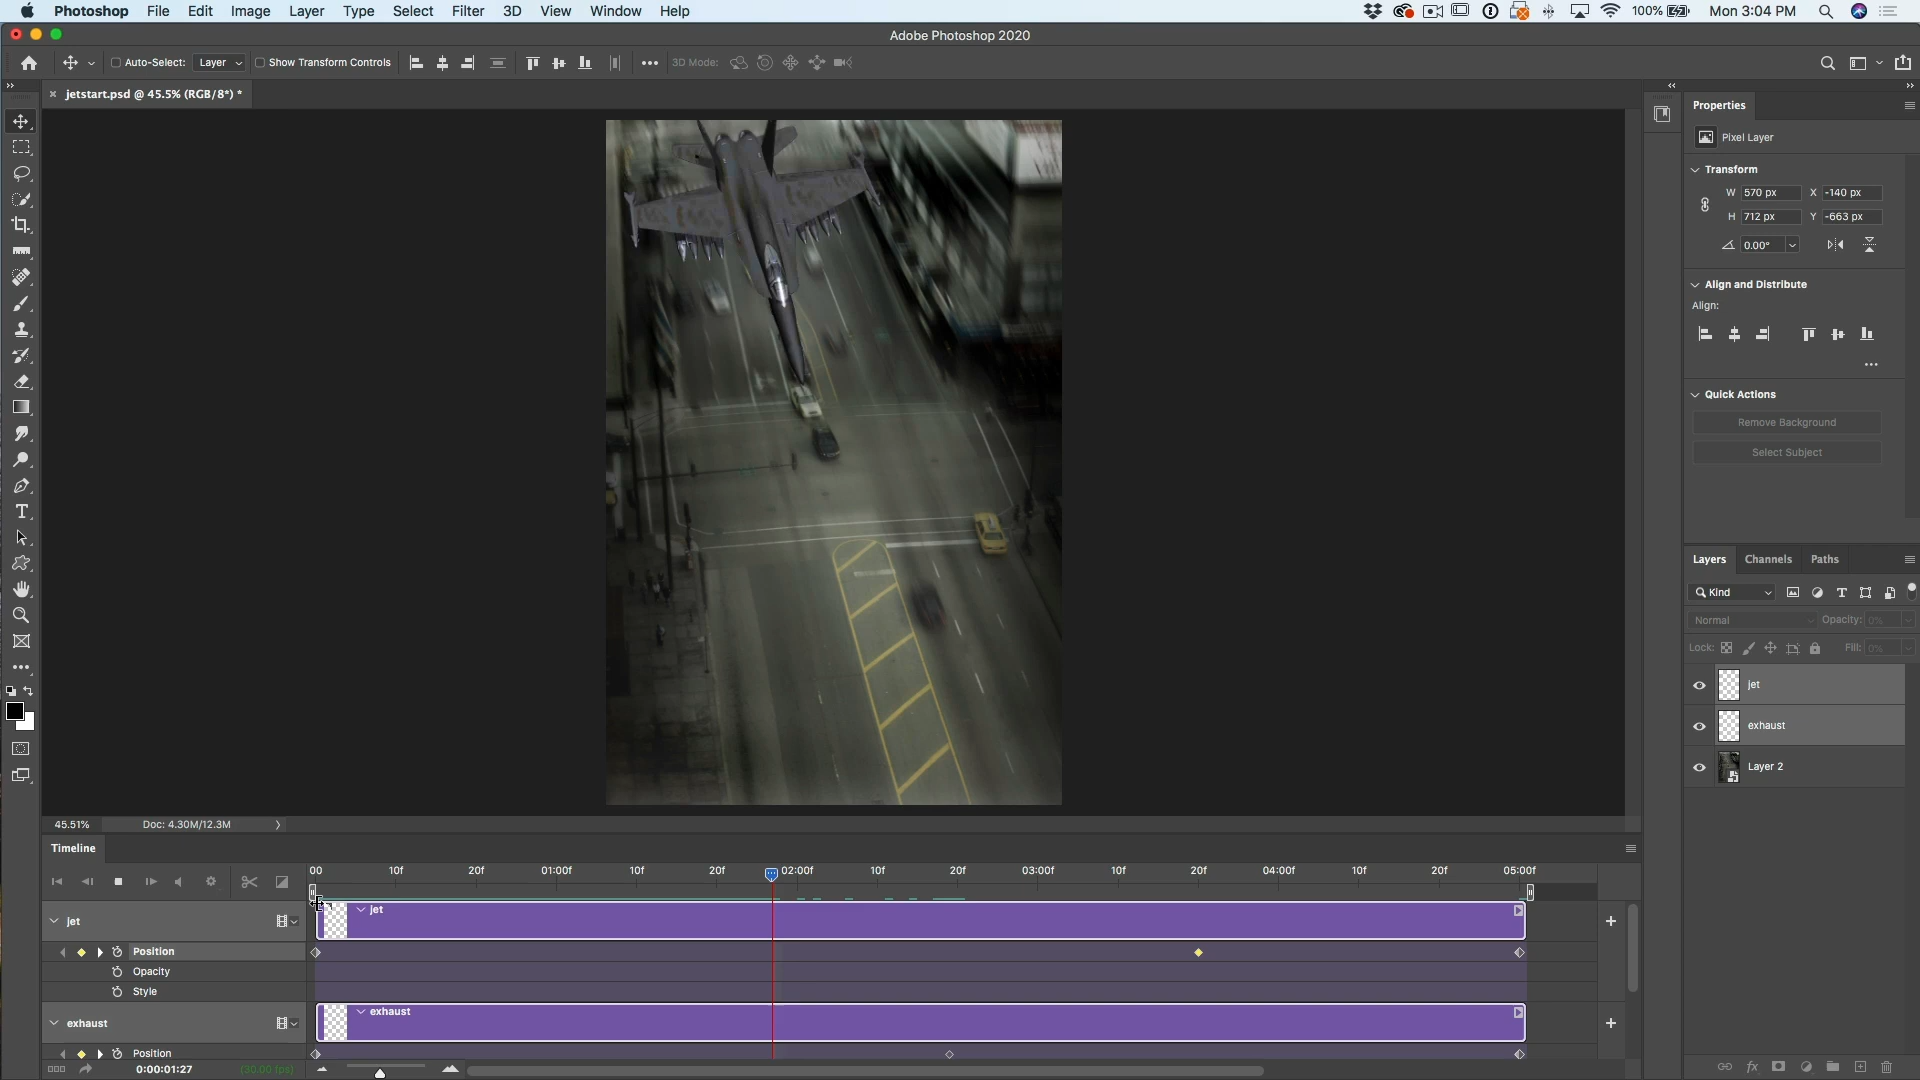 Photoshop File Edit Image Layer Type Select Filter 3D View Window Help 100% Mon 3:04 PM
Adobe Photoshop 2020
Auto-Select: Layer Show Transform Controls 3D Mode:
jetstart.psd @ 45.5% (RGB/8*) *
Properties
Pixel Layer
Transform
W 570 px X -140 px
H 712 px Y -663 px
0.00°
Align and Distribute
Align:
Quick Actions
Remove Background
Select Subject
Layers Channels Paths
Kind
Normal Opacity: 0%
Lock: Fill: 0%
jet
exhaust
Layer 2
45.51% Doc: 4.30M/12.3M
Timeline
00 10f 20f 01:00f 10f 20f 02:00f 10f 20f 03:00f 10f 20f 04:00f 10f 20f 05:00f
jet jet
Position
Opacity
Style
exhaust exhaust
Position
0:00:01:27 (30.00 fps)